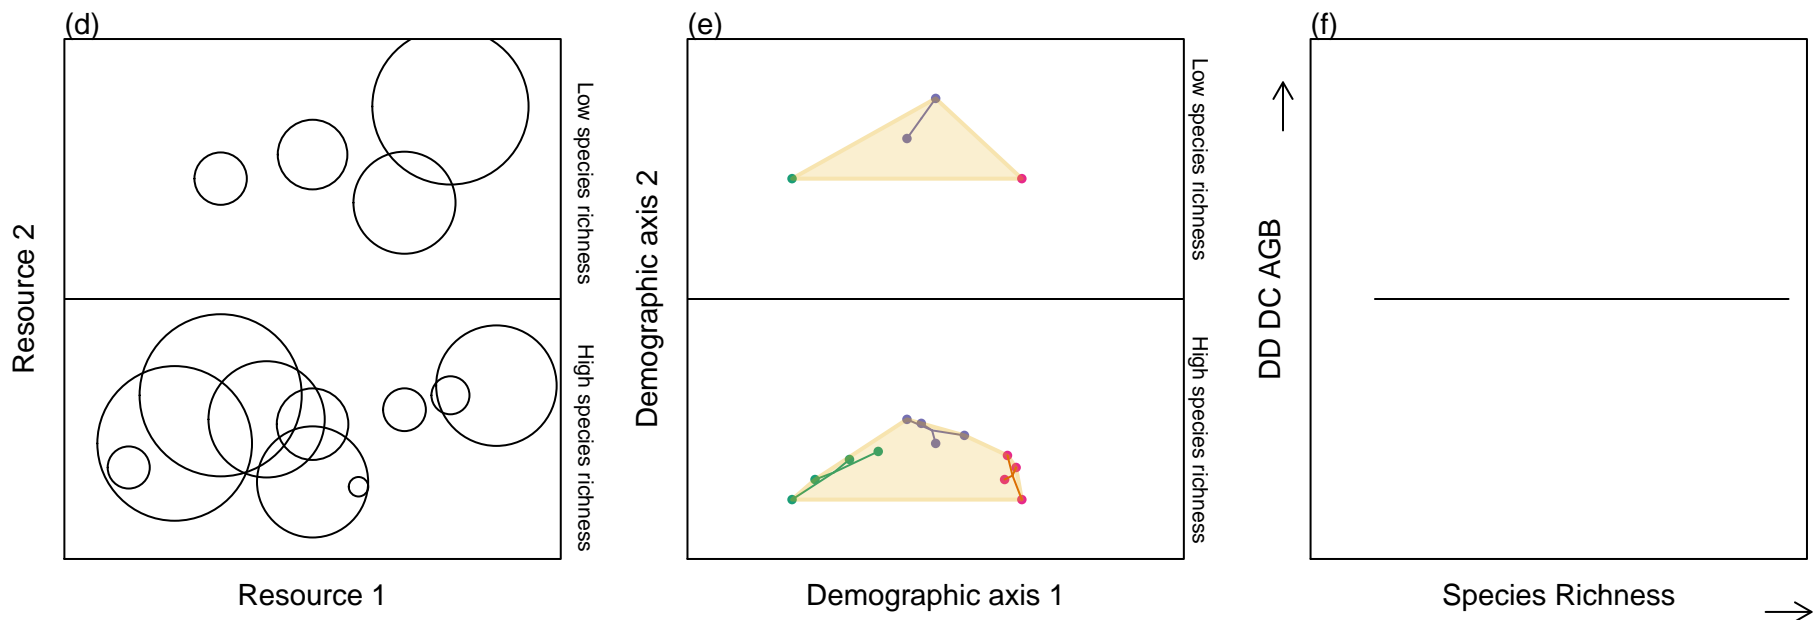 (d)
Resource 2
Low species richness
High species richness
Resource 1
(e)
Demographic axis 2
Low species richness
High species richness
Demographic axis 1
(f)
DD DC AGB
Species Richness